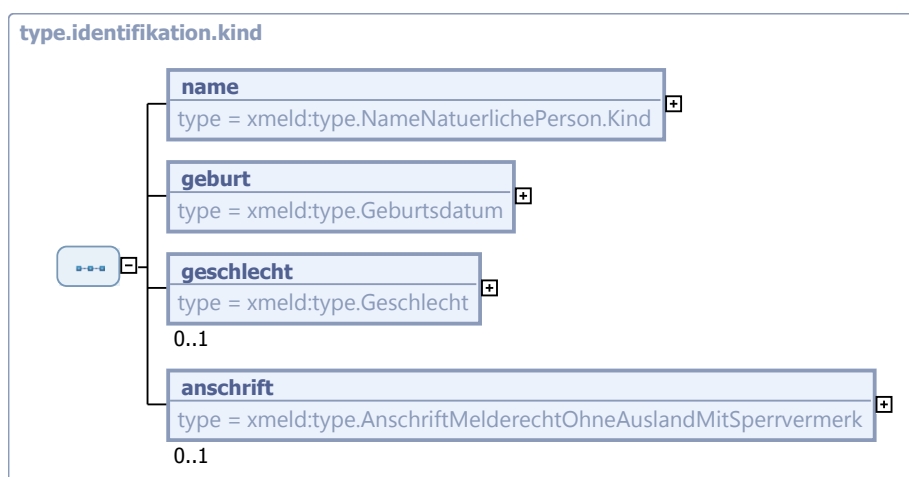 type.identifikation.kind
name
type = xmeld:type.NameNatuerlichePerson.Kind
geburt
type = xmeld:type.Geburtsdatum
geschlecht
type = xmeld:type.Geschlecht
0..1
anschrift
type = xmeld:type.AnschriftMelderechtOhneAuslandMitSperrvermerk
0..1